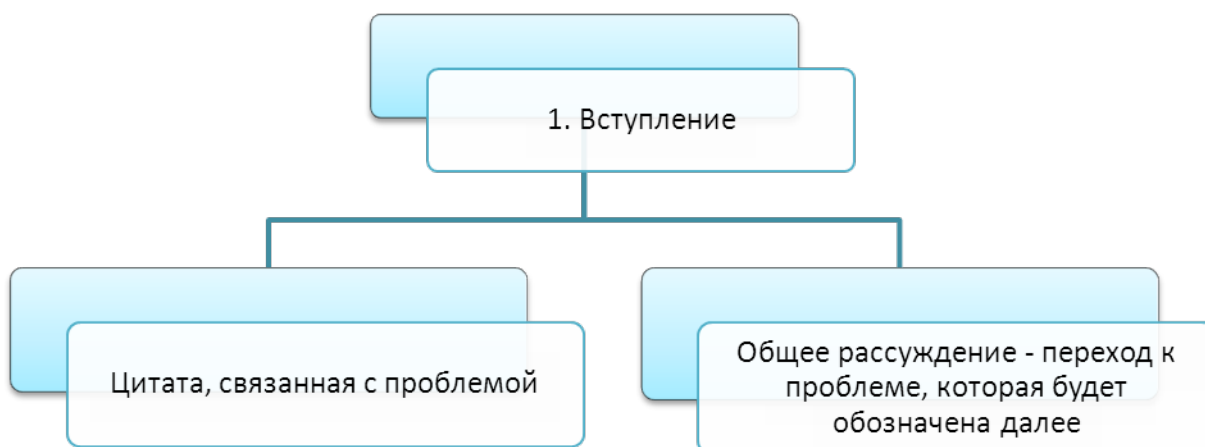 1. Вступление
Цитата, связанная с проблемой
Общее рассуждение - переход к
проблеме, которая будет
обозначена далее